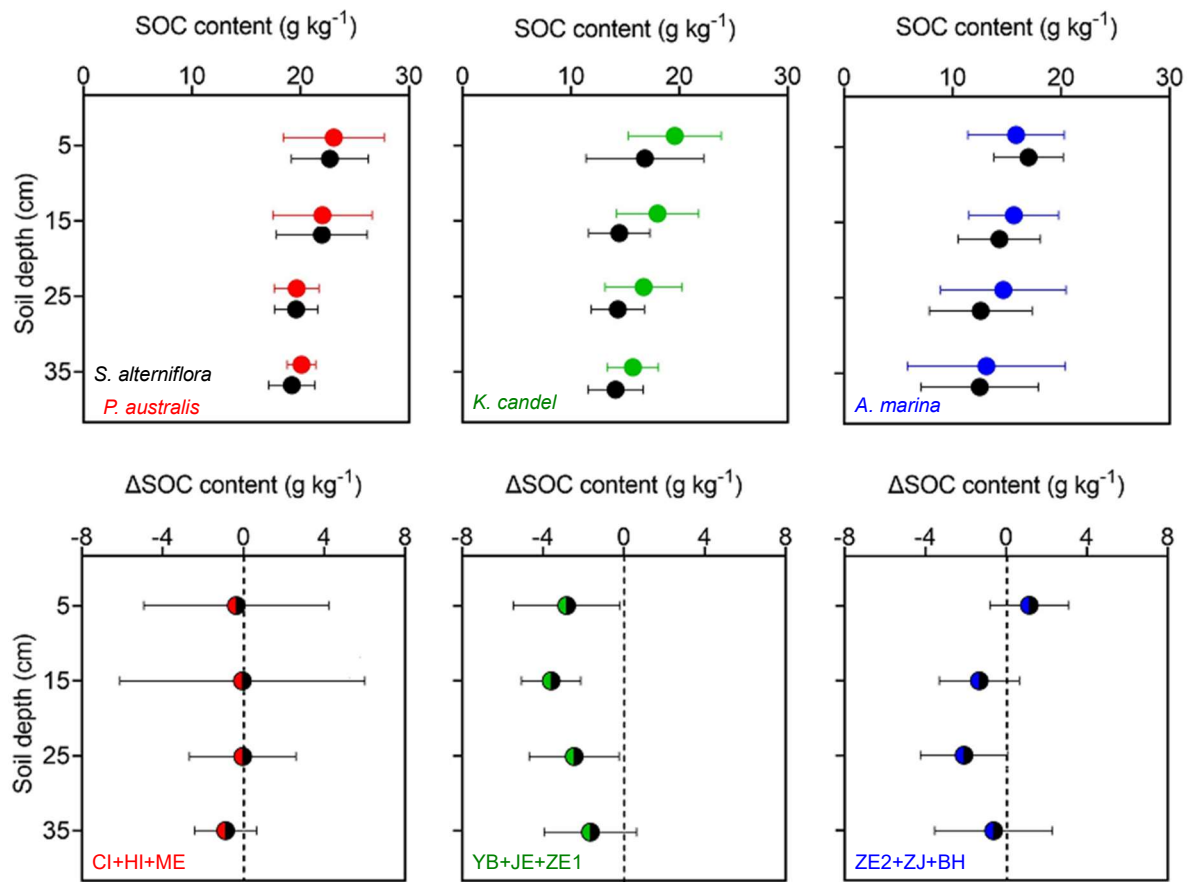 SOC content (g kg⁻¹)
SOC content (g kg⁻¹)
SOC content (g kg⁻¹)
0 10 20 30
0 10 20 30
0 10 20 30
Soil depth (cm)
5
15
25
35
S. alterniflora
P. australis
K. candel
A. marina
ΔSOC content (g kg⁻¹)
ΔSOC content (g kg⁻¹)
ΔSOC content (g kg⁻¹)
-8 -4 0 4 8
-8 -4 0 4 8
-8 -4 0 4 8
Soil depth (cm)
5
15
25
35
CI+HI+ME
YB+JE+ZE1
ZE2+ZJ+BH